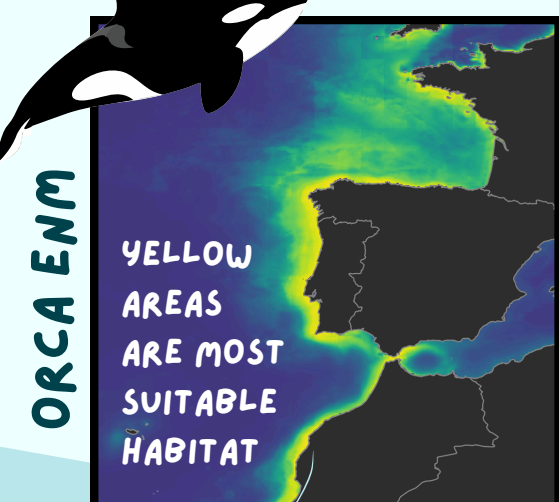 ORCA ENM
YELLOW
AREAS
ARE MOST
SUITABLE
HABITAT